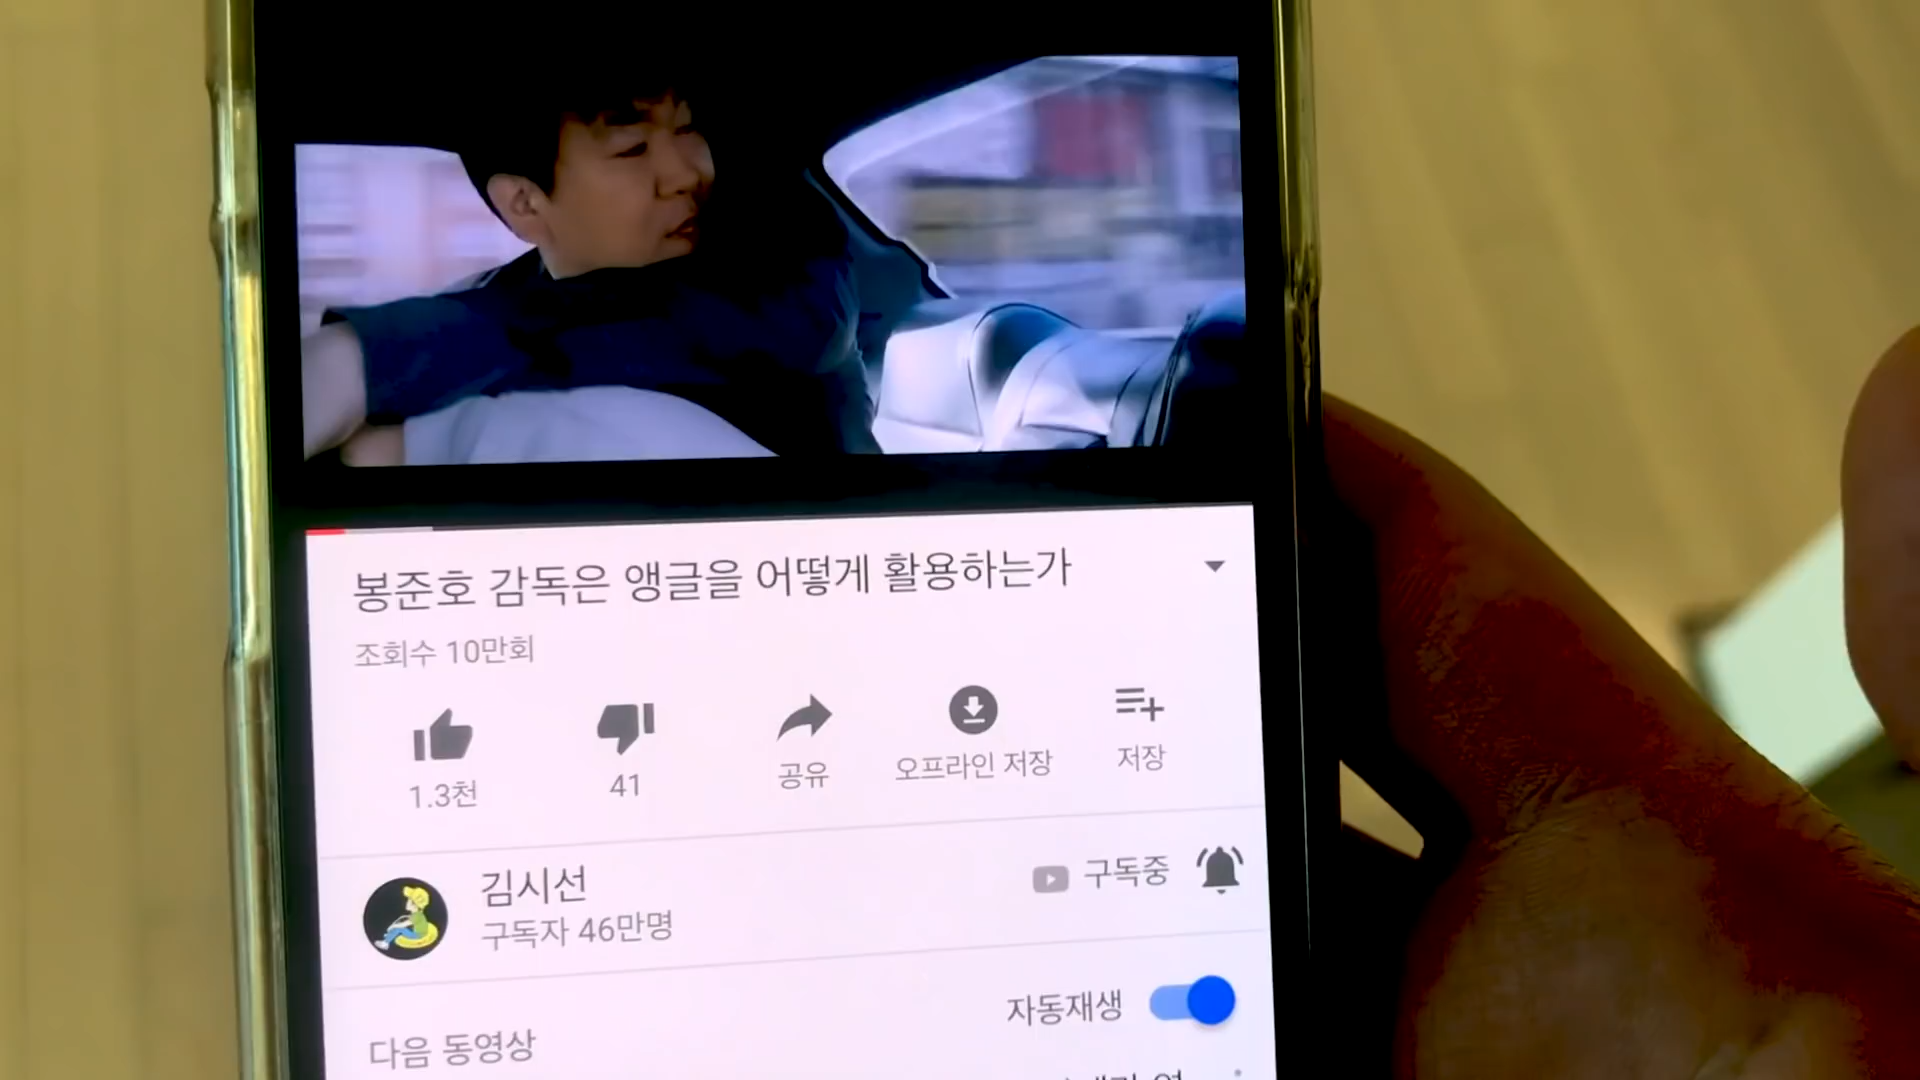 봉준호 감독은 앵글을 어떻게 활용하는가
조회수 10만회
1.3천
41
공유
오프라인 저장
저장
김시선
구독자 46만명
구독중
자동재생
다음 동영상